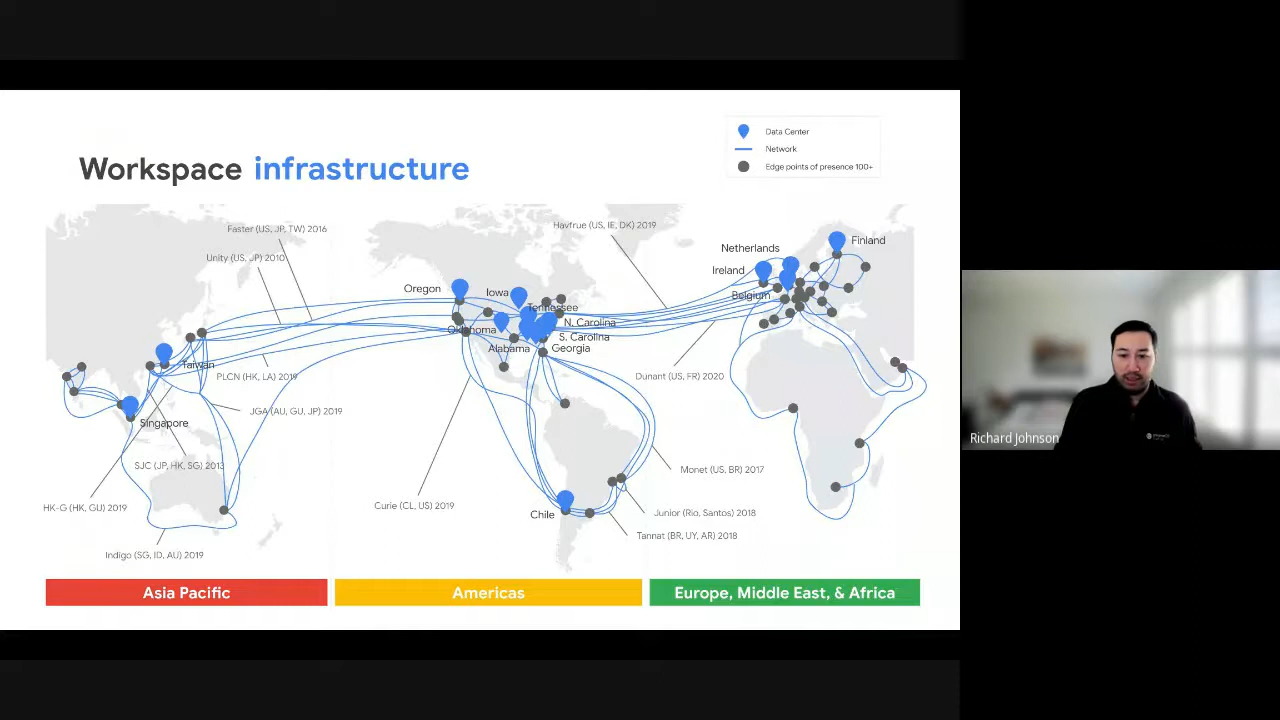 Data Center
Network
Edge points of presence 100+
Workspace infrastructure
Faster (US, JP, TW) 2016
Havfrue (US, IE, DK) 2019
Finland
Netherlands
Unity (US, JP) 2010
Ireland
Oregon
Iowa
Belgium
Tennessee
N. Carolina
Oklahoma
S. Carolina
Alabama
Georgia
Taiwan
PLCN (HK, LA) 2019
Dunant (US, FR) 2020
JGA (AU, GU, JP) 2019
Singapore
SJC (JP, HK, SG) 2013
Monet (US, BR) 2017
HK-G (HK, GU) 2019
Curie (CL, US) 2019
Chile
Junior (Rio, Santos) 2018
Tannat (BR, UY, AR) 2018
Indigo (SG, ID, AU) 2019
Asia Pacific
Americas
Europe, Middle East, & Africa
Richard Johnson